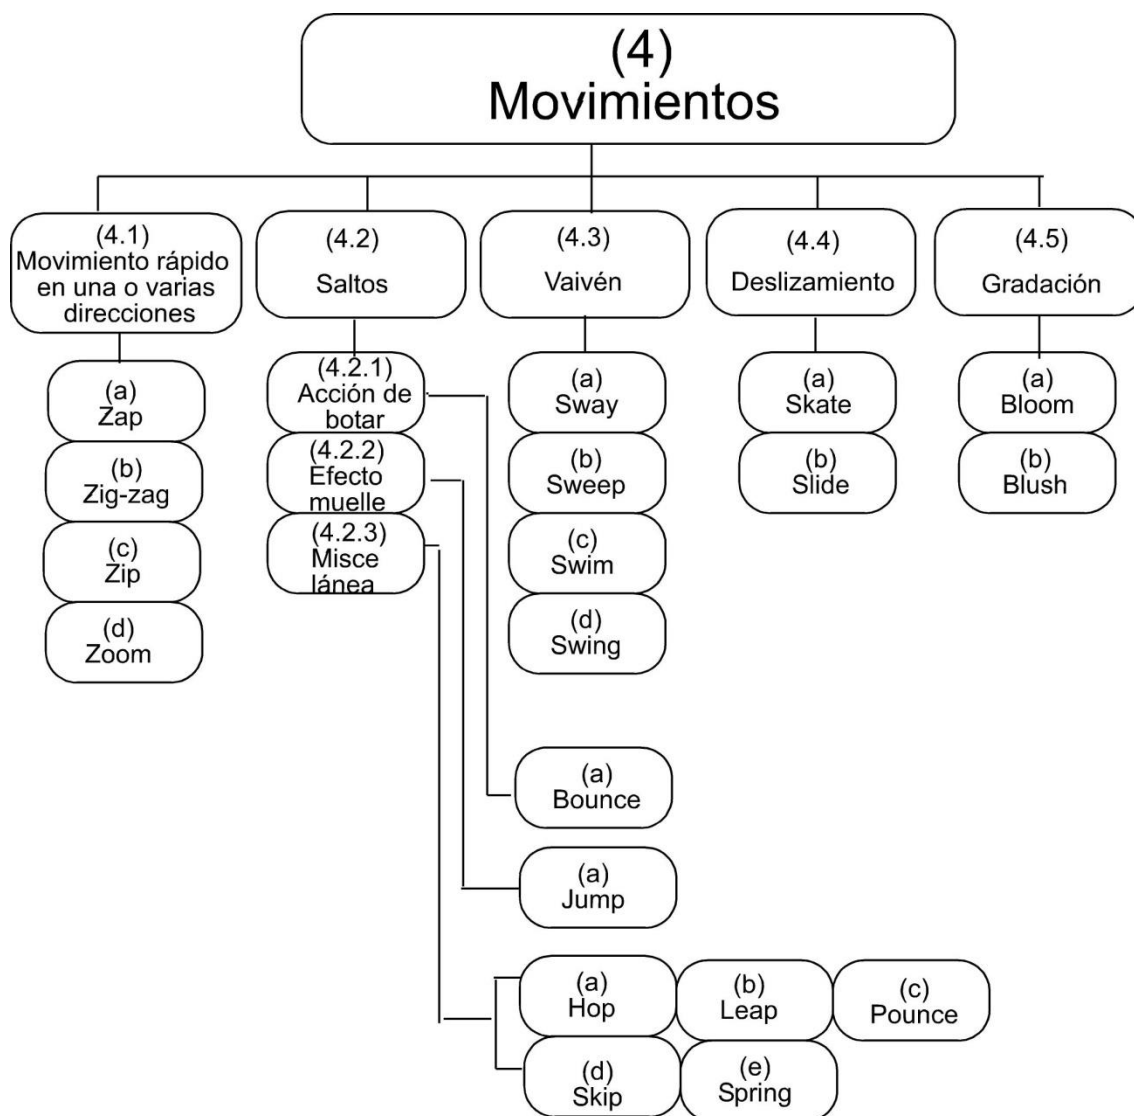 (4)
Movimientos
(4.1)
Movimiento rápido
en una o varias
direcciones
(4.2)
Saltos
(4.3)
Vaivén
(4.4)
Deslizamiento
(4.5)
Gradación
(a)
Zap
(b)
Zig-zag
(c)
Zip
(d)
Zoom
(4.2.1)
Acción de
botar
(4.2.2)
Efecto
muelle
(4.2.3)
Misce
lánea
(a)
Sway
(b)
Sweep
(c)
Swim
(d)
Swing
(a)
Skate
(b)
Slide
(a)
Bloom
(b)
Blush
(a)
Bounce
(a)
Jump
(a)
Hop
(b)
Leap
(c)
Pounce
(d)
Skip
(e)
Spring